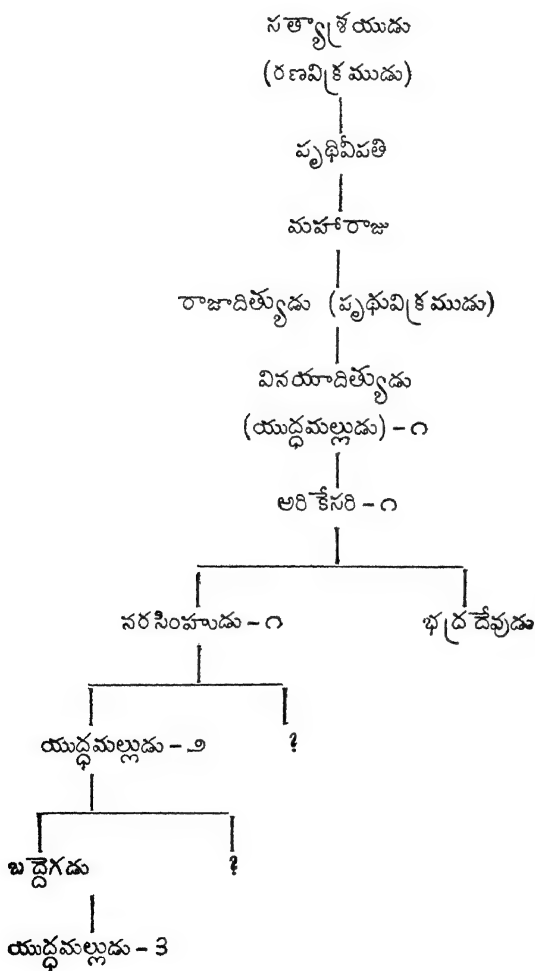 సత్యాశ్రయుడు
(రణవిక్రముడు)
పృథివీపతి
మహారాజు
రాజాదిత్యుడు (పృథువిక్రముడు)
వినయాదిత్యుడు
(యుద్ధమల్లుడు) - ౧
అరికేసరి - ౧
నరసింహుడు - ౧ భద్రదేవుడు
యుద్ధమల్లుడు - ౨ ?
బద్దెగడు ?
యుద్ధమల్లుడు - ౩